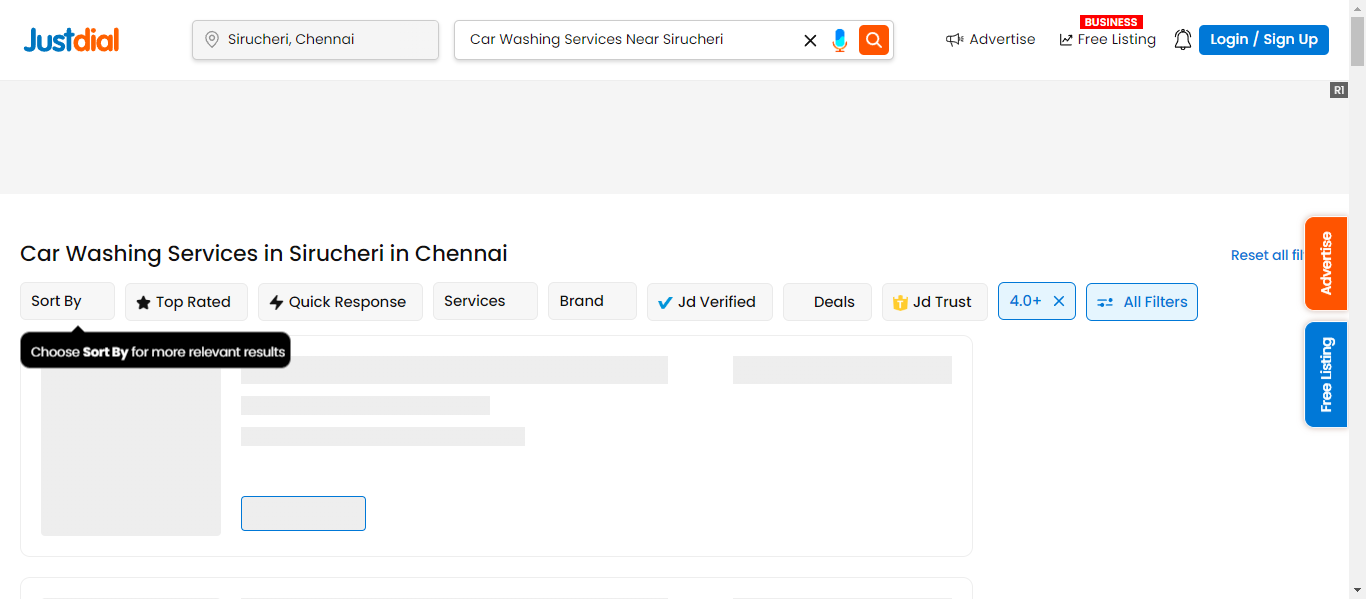 Justdial
Sirucheri, Chennai
Car Washing Services Near Sirucheri
Advertise
BUSINESS
Free Listing
Login / Sign Up
R1
Car Washing Services in Sirucheri in Chennai
Reset all fil
Sort By
Top Rated
Quick Response
Services
Brand
Jd Verified
Deals
Jd Trust
4.0+
All Filters
Choose Sort By for more relevant results
Advertise
Free Listing